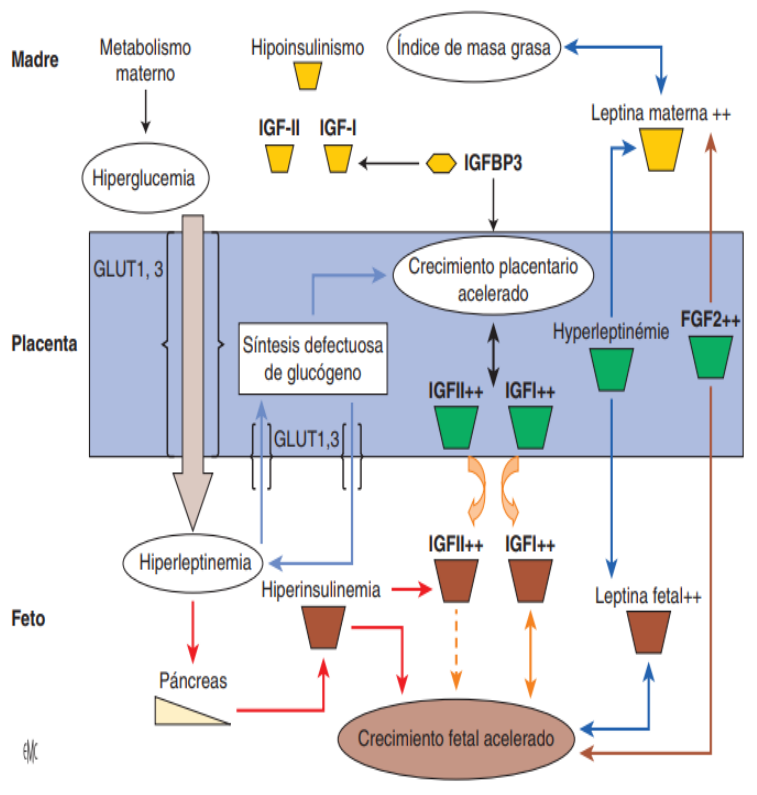 Madre
Metabolismo
materno
Hipoinsulinismo
Índice de masa grasa
Leptina materna ++
IGF-II
IGF-I
IGFBP3
Hiperglucemia
Placenta
GLUT1, 3
Crecimiento placentario
acelerado
Síntesis defectuosa
de glucógeno
Hyperleptinémie
FGF2++
IGFII++
IGFI++
GLUT1,3
Feto
Hiperleptinemia
Hiperinsulinemia
IGFII++
IGFI++
Leptina fetal++
Páncreas
Crecimiento fetal acelerado
EMC